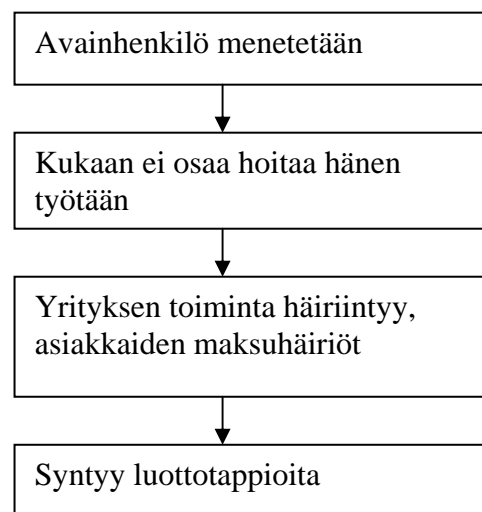 Avainhenkilö menetetään
Kukaan ei osaa hoitaa hänen
työtään
Yrityksen toiminta häiriintyy,
asiakkaiden maksuhäiriöt
Syntyy luottotappioita